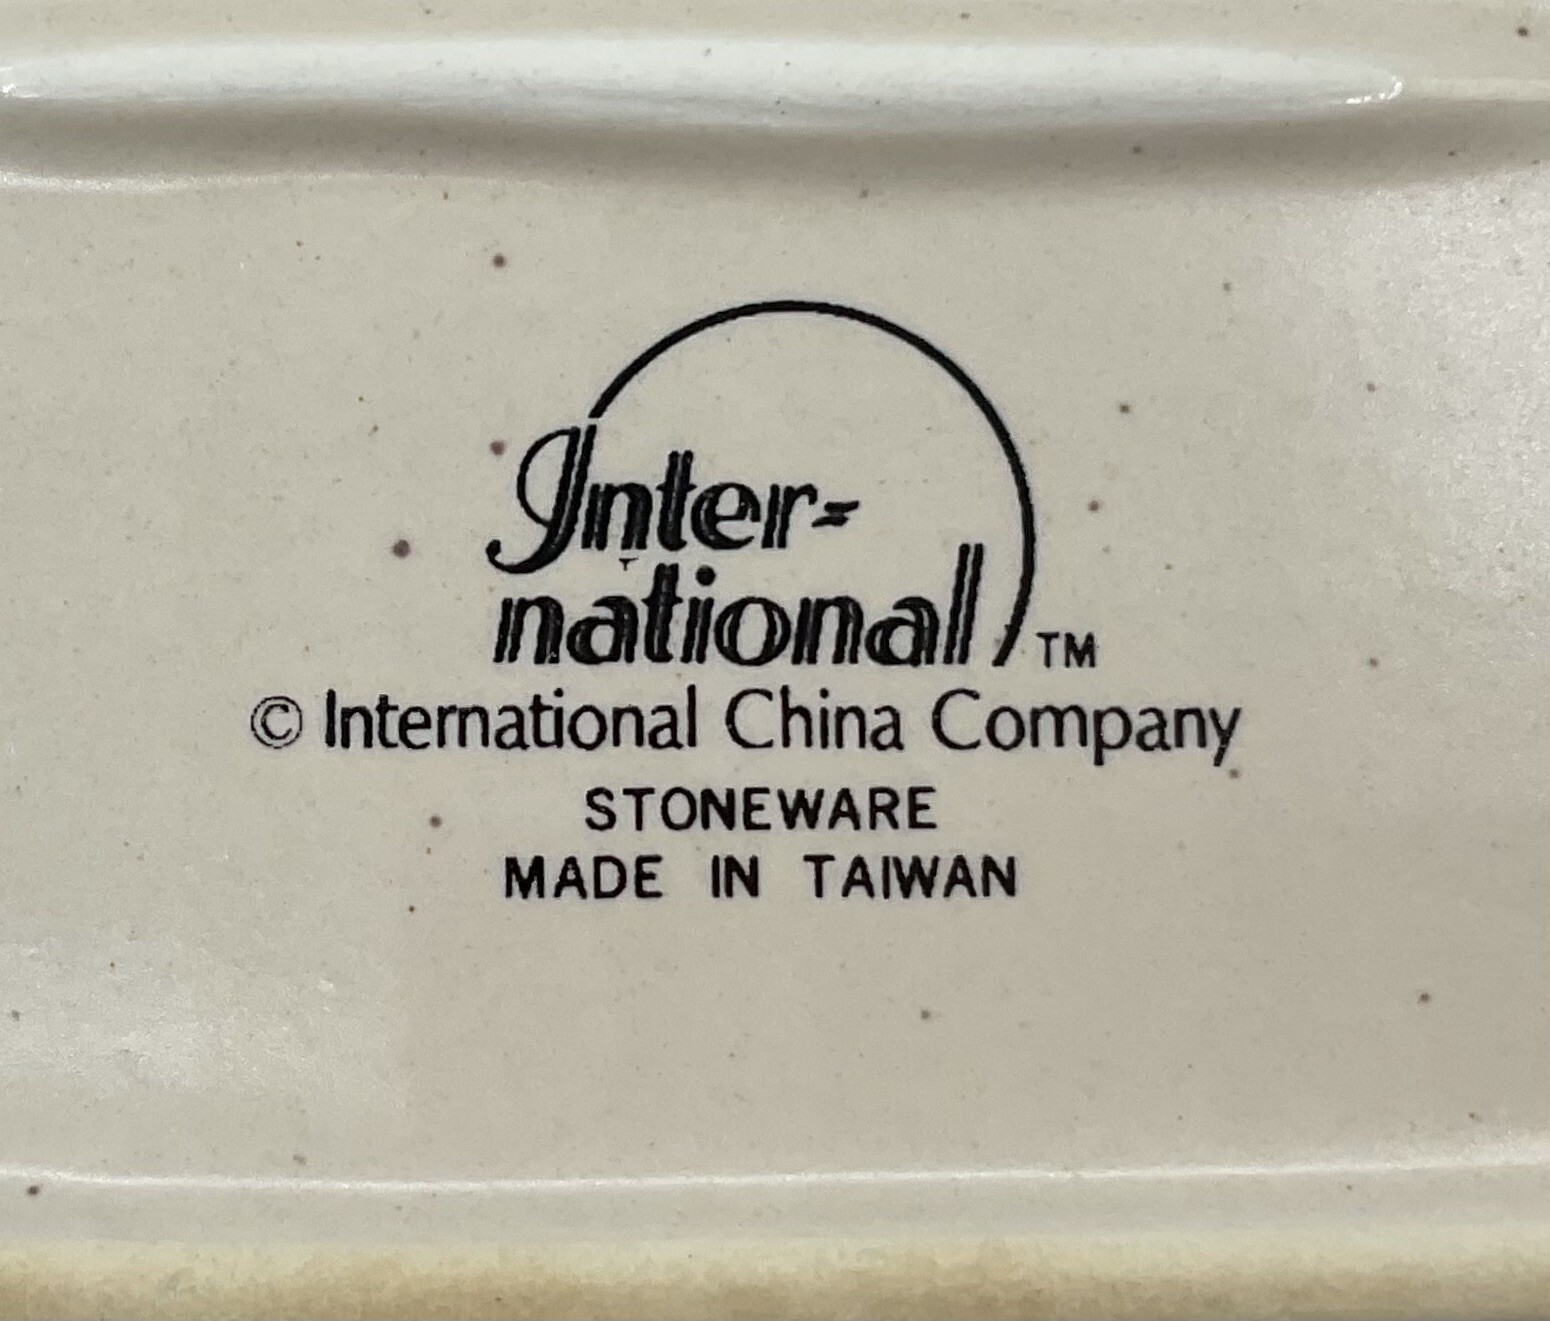 Inter-
national TM
© International China Company
STONEWARE
MADE IN TAIWAN